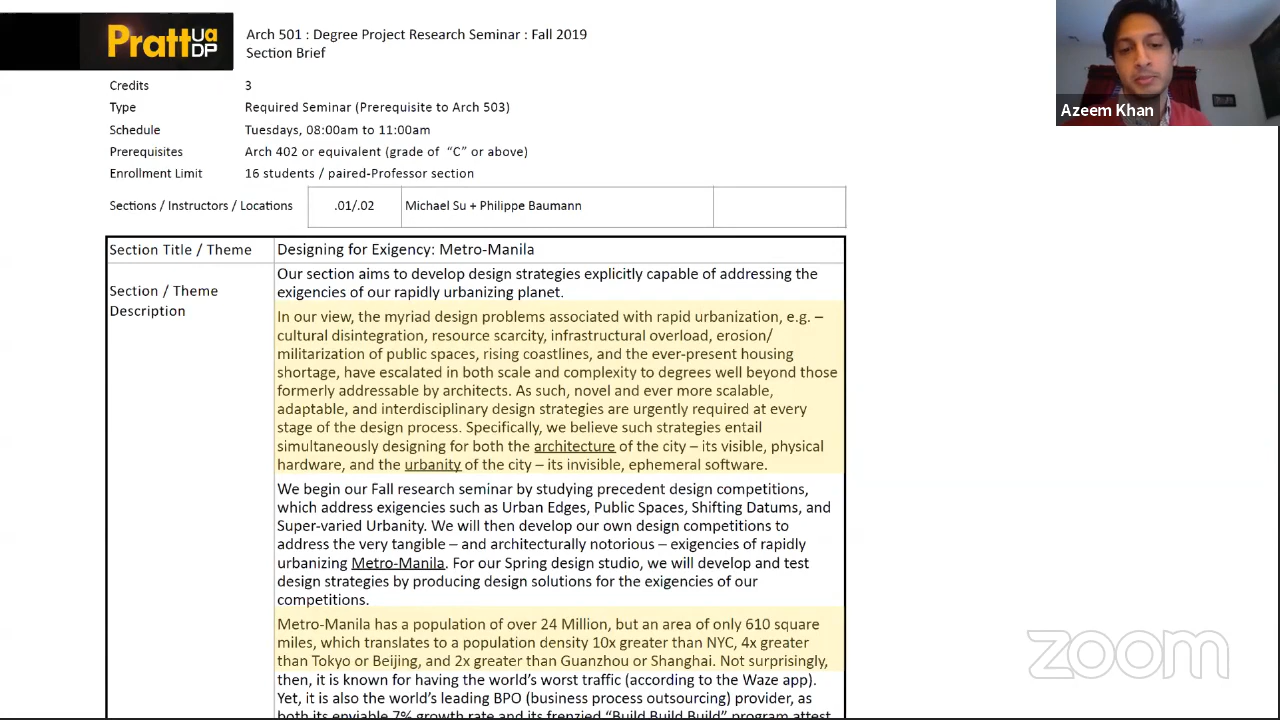 Pratt UA DP
Arch 501 : Degree Project Research Seminar : Fall 2019
Section Brief
Credits 3
Type Required Seminar (Prerequisite to Arch 503)
Schedule Tuesdays, 08:00am to 11:00am
Prerequisites Arch 402 or equivalent (grade of “C” or above)
Enrollment Limit 16 students / paired-Professor section
Sections / Instructors / Locations .01/.02 Michael Su + Philippe Baumann
Section Title / Theme Designing for Exigency: Metro-Manila
Section / Theme
Description
Our section aims to develop design strategies explicitly capable of addressing the
exigencies of our rapidly urbanizing planet.
In our view, the myriad design problems associated with rapid urbanization, e.g. –
cultural disintegration, resource scarcity, infrastructural overload, erosion/
militarization of public spaces, rising coastlines, and the ever-present housing
shortage, have escalated in both scale and complexity to degrees well beyond those
formerly addressable by architects. As such, novel and ever more scalable,
adaptable, and interdisciplinary design strategies are urgently required at every
stage of the design process. Specifically, we believe such strategies entail
simultaneously designing for both the architecture of the city – its visible, physical
hardware, and the urbanity of the city – its invisible, ephemeral software.
We begin our Fall research seminar by studying precedent design competitions,
which address exigencies such as Urban Edges, Public Spaces, Shifting Datums, and
Super-varied Urbanity. We will then develop our own design competitions to
address the very tangible – and architecturally notorious – exigencies of rapidly
urbanizing Metro-Manila. For our Spring design studio, we will develop and test
design strategies by producing design solutions for the exigencies of our
competitions.
Metro-Manila has a population of over 24 Million, but an area of only 610 square
miles, which translates to a population density 10x greater than NYC, 4x greater
than Tokyo or Beijing, and 2x greater than Guanzhou or Shanghai. Not surprisingly,
then, it is known for having the world’s worst traffic (according to the Waze app).
Yet, it is also the world’s leading BPO (business process outsourcing) provider, as
both its enviable 7% growth rate and its frenzied “Build Build Build” program attest
Azeem Khan
zoom